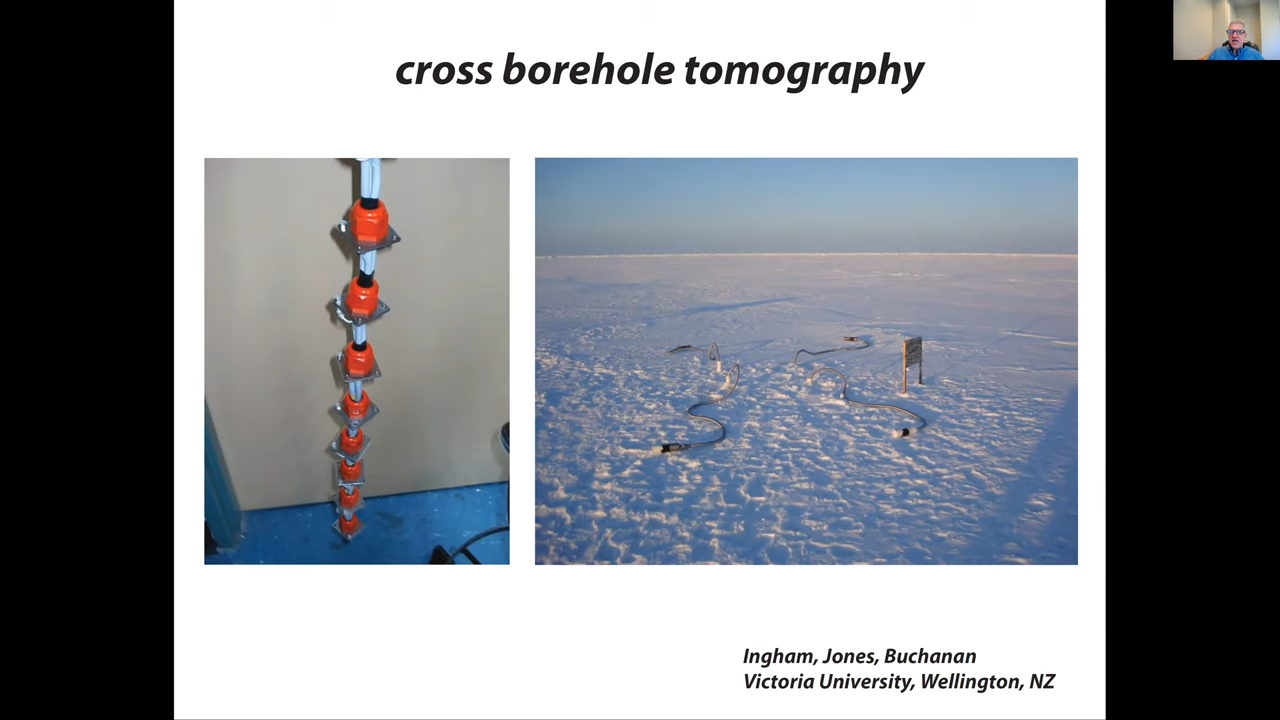 cross borehole tomography
Ingham, Jones, Buchanan
Victoria University, Wellington, NZ